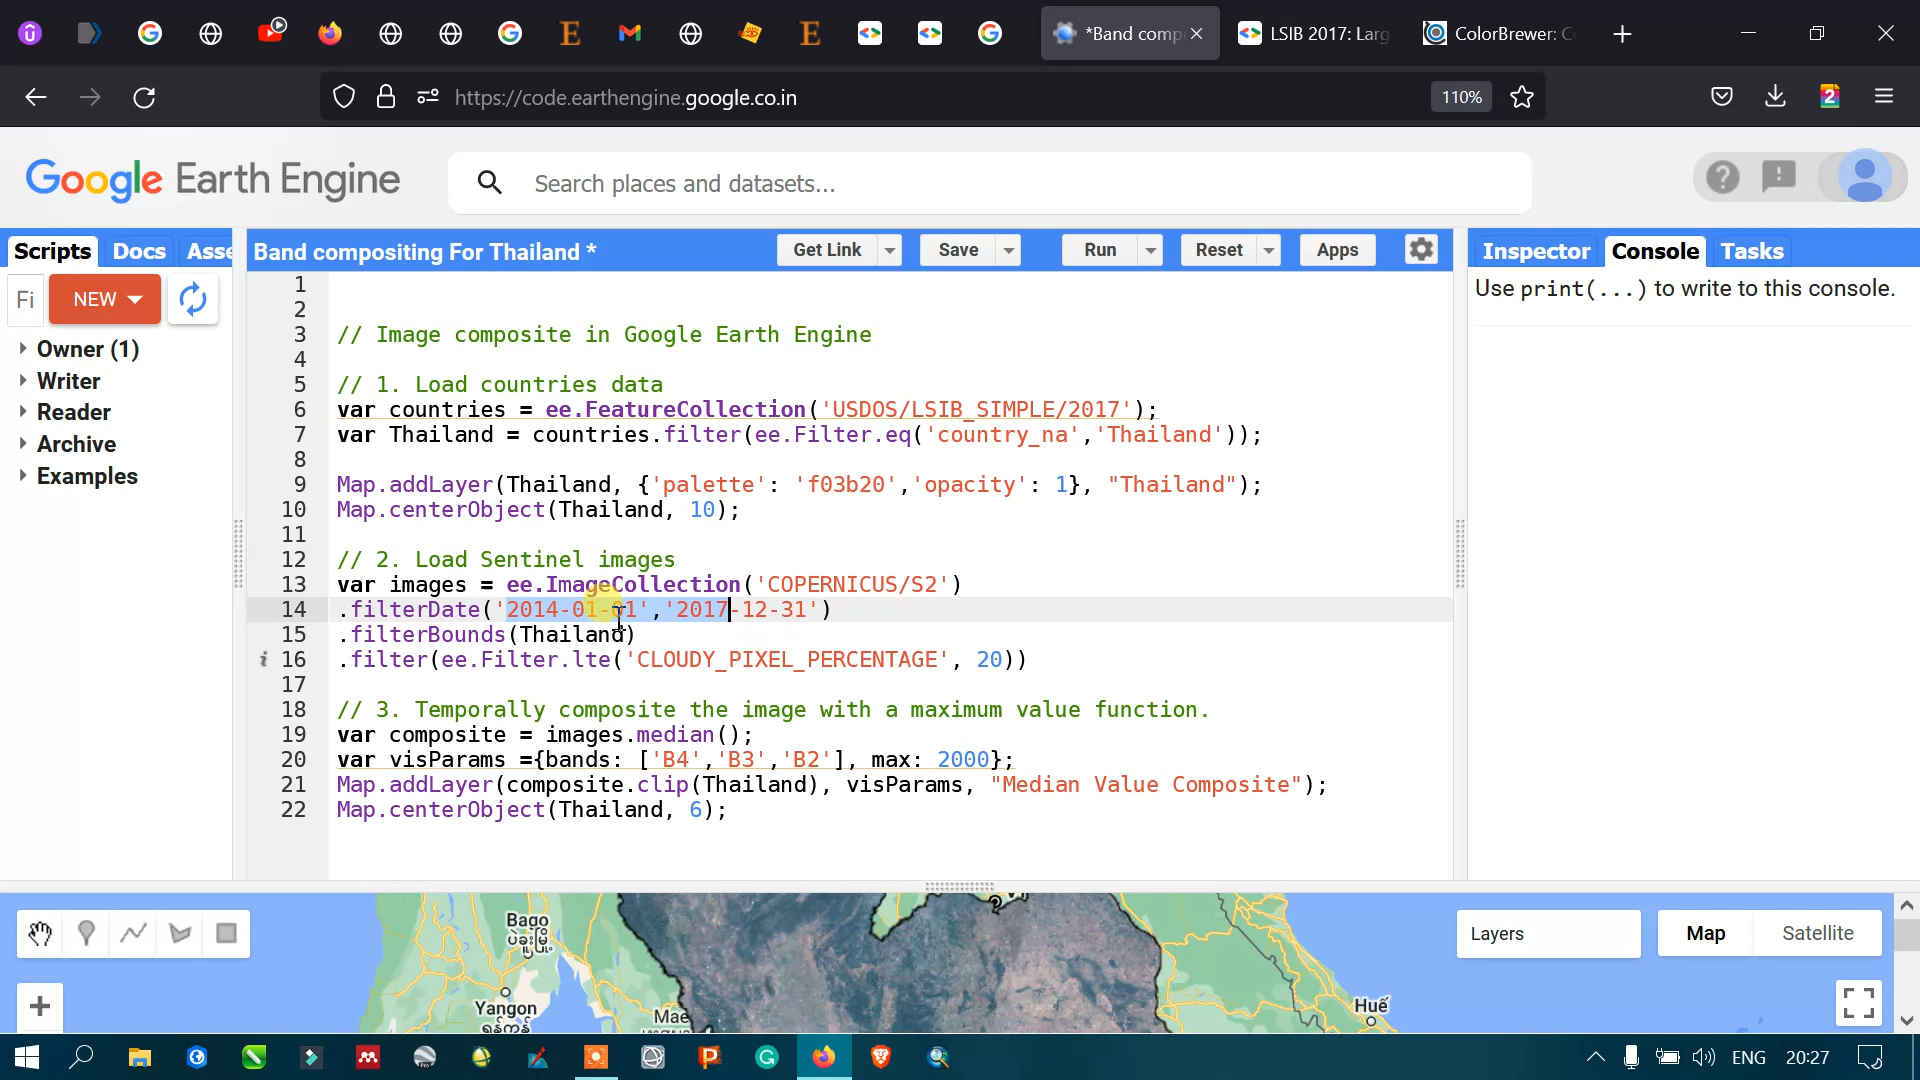 *Band comp
LSIB 2017: Larg
ColorBrewer: C
https://code.earthengine.google.co.in
110%
2
Google Earth Engine
Search places and datasets...
Scripts
Docs
Asse
Band compositing For Thailand *
Get Link
Save
Run
Reset
Apps
Inspector
Console
Tasks
Fi
NEW
Use print(...) to write to this console.
Owner (1)
Writer
Reader
Archive
Examples
1
2
3 // Image composite in Google Earth Engine
4
5 // 1. Load countries data
6 var countries = ee.FeatureCollection('USDOS/LSIB_SIMPLE/2017');
7 var Thailand = countries.filter(ee.Filter.eq('country_na','Thailand'));
8
9 Map.addLayer(Thailand, {'palette': 'f03b20','opacity': 1}, "Thailand");
10 Map.centerObject(Thailand, 10);
11
12 // 2. Load Sentinel images
13 var images = ee.ImageCollection('COPERNICUS/S2')
14 .filterDate('2014-01-01','2017-12-31')
15 .filterBounds(Thailand)
i 16 .filter(ee.Filter.lte('CLOUDY_PIXEL_PERCENTAGE', 20))
17
18 // 3. Temporally composite the image with a maximum value function.
19 var composite = images.median();
20 var visParams ={bands: ['B4','B3','B2'], max: 2000};
21 Map.addLayer(composite.clip(Thailand), visParams, "Median Value Composite");
22 Map.centerObject(Thailand, 6);
Bago
ပဲခူးမြို့
Yangon
ရန်ကုန်
Mae
Huế
Layers
Map
Satellite
ENG
20:27